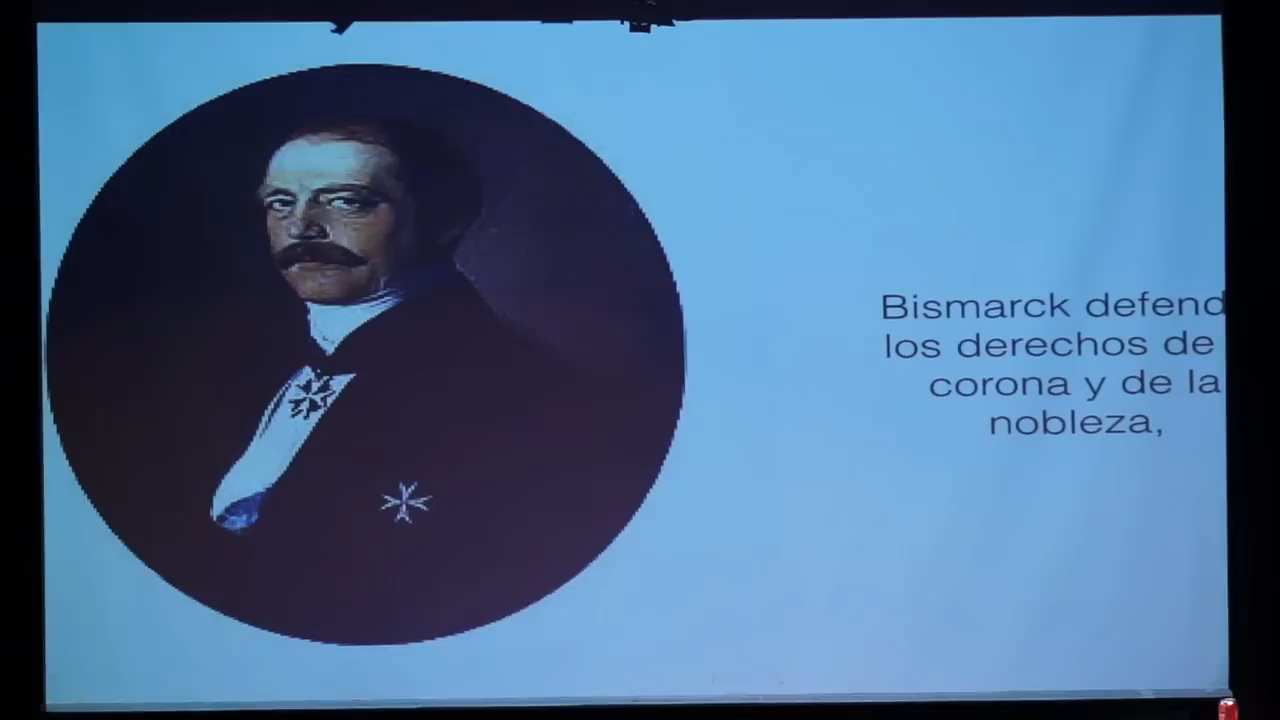 Bismarck defend
los derechos de
corona y de la
nobleza,